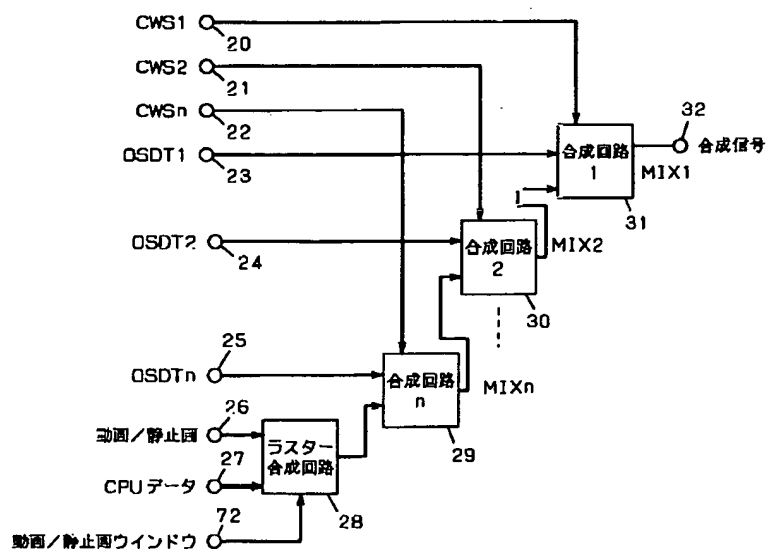 CWS1
20
CWS2
21
CWSn
22
32
合成信号
OSDT1
23
合成回路
1
MIX1
31
OSDT2
24
合成回路
2
MIX2
30
25
OSDTn
合成回路
n
MIXn
29
26
動画/静止画
27
ラスター
合成回路
CPUデータ
28
72
動画/静止画ウインドウ